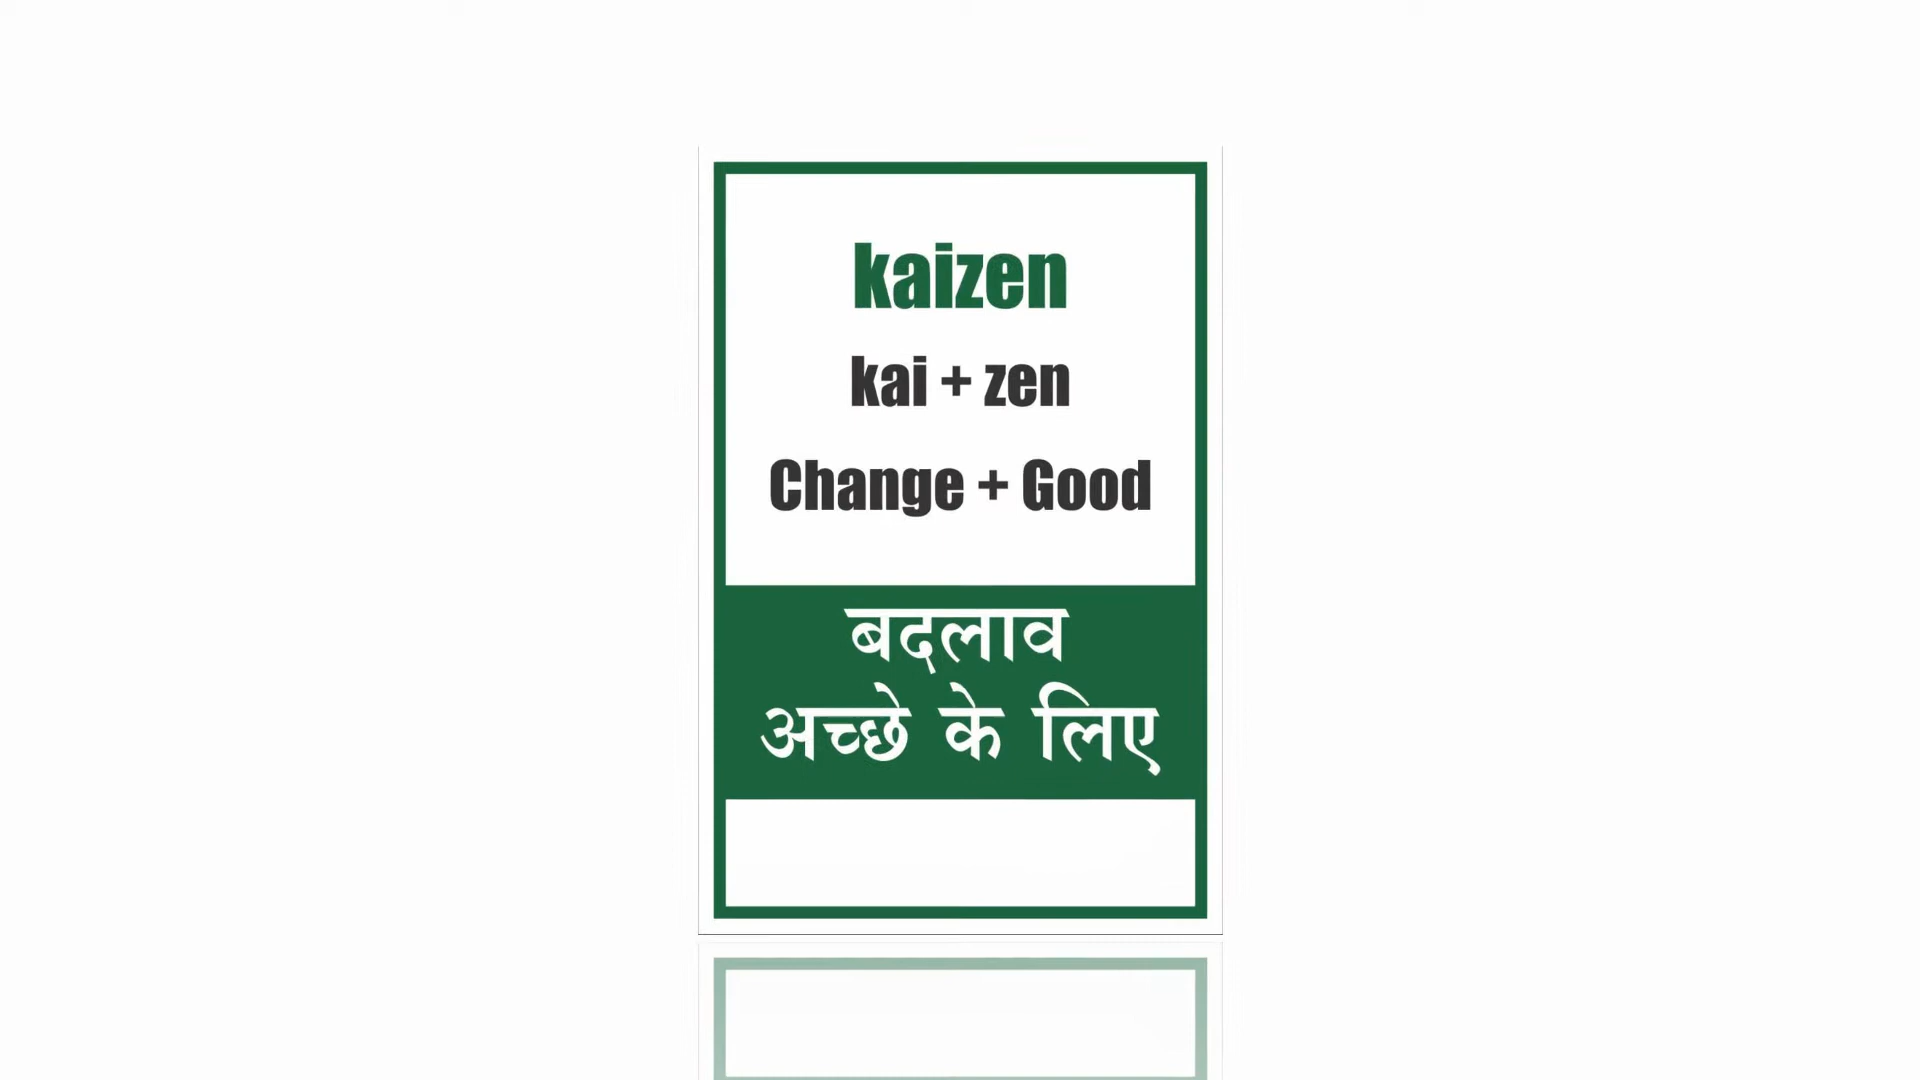 kaizen
kai + zen
Change + Good
बदलाव
अच्छे के लिए